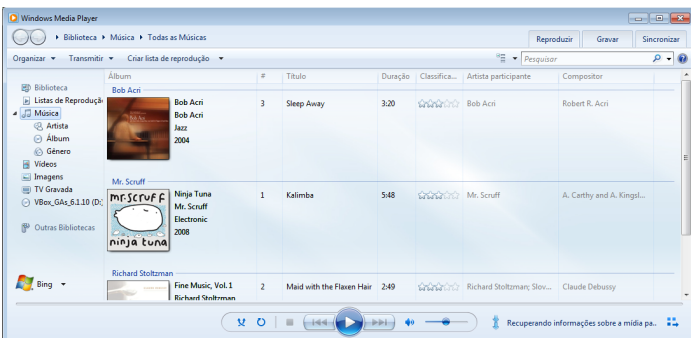 Windows Media Player
Biblioteca Música Todas as Músicas
Reproduzir Gravar Sincronizar
Organizar Transmitir Criar lista de reprodução Pesquisar
Álbum # Título Duração Classifica... Artista participante Compositor
Biblioteca
Listas de Reproduçã
Música
Artista
Álbum
Gênero
Vídeos
Imagens
TV Gravada
VBox_GAs_6.1.10 (D:)
Outras Bibliotecas
Bing
Bob Acri
Bob Acri 3 Sleep Away 3:20 Bob Acri Robert R. Acri
Bob Acri
Jazz
2004
Mr. Scruff
mr.scruff
ninja tuna
Ninja Tuna 1 Kalimba 5:48 Mr. Scruff A. Carthy and A. Kingsl...
Mr. Scruff
Electronic
2008
Richard Stoltzman
Fine Music, Vol. 1 2 Maid with the Flaxen Hair 2:49 Richard Stoltzman; Slov... Claude Debussy
Richard Stoltzman
Recuperando informações sobre a mídia pa..